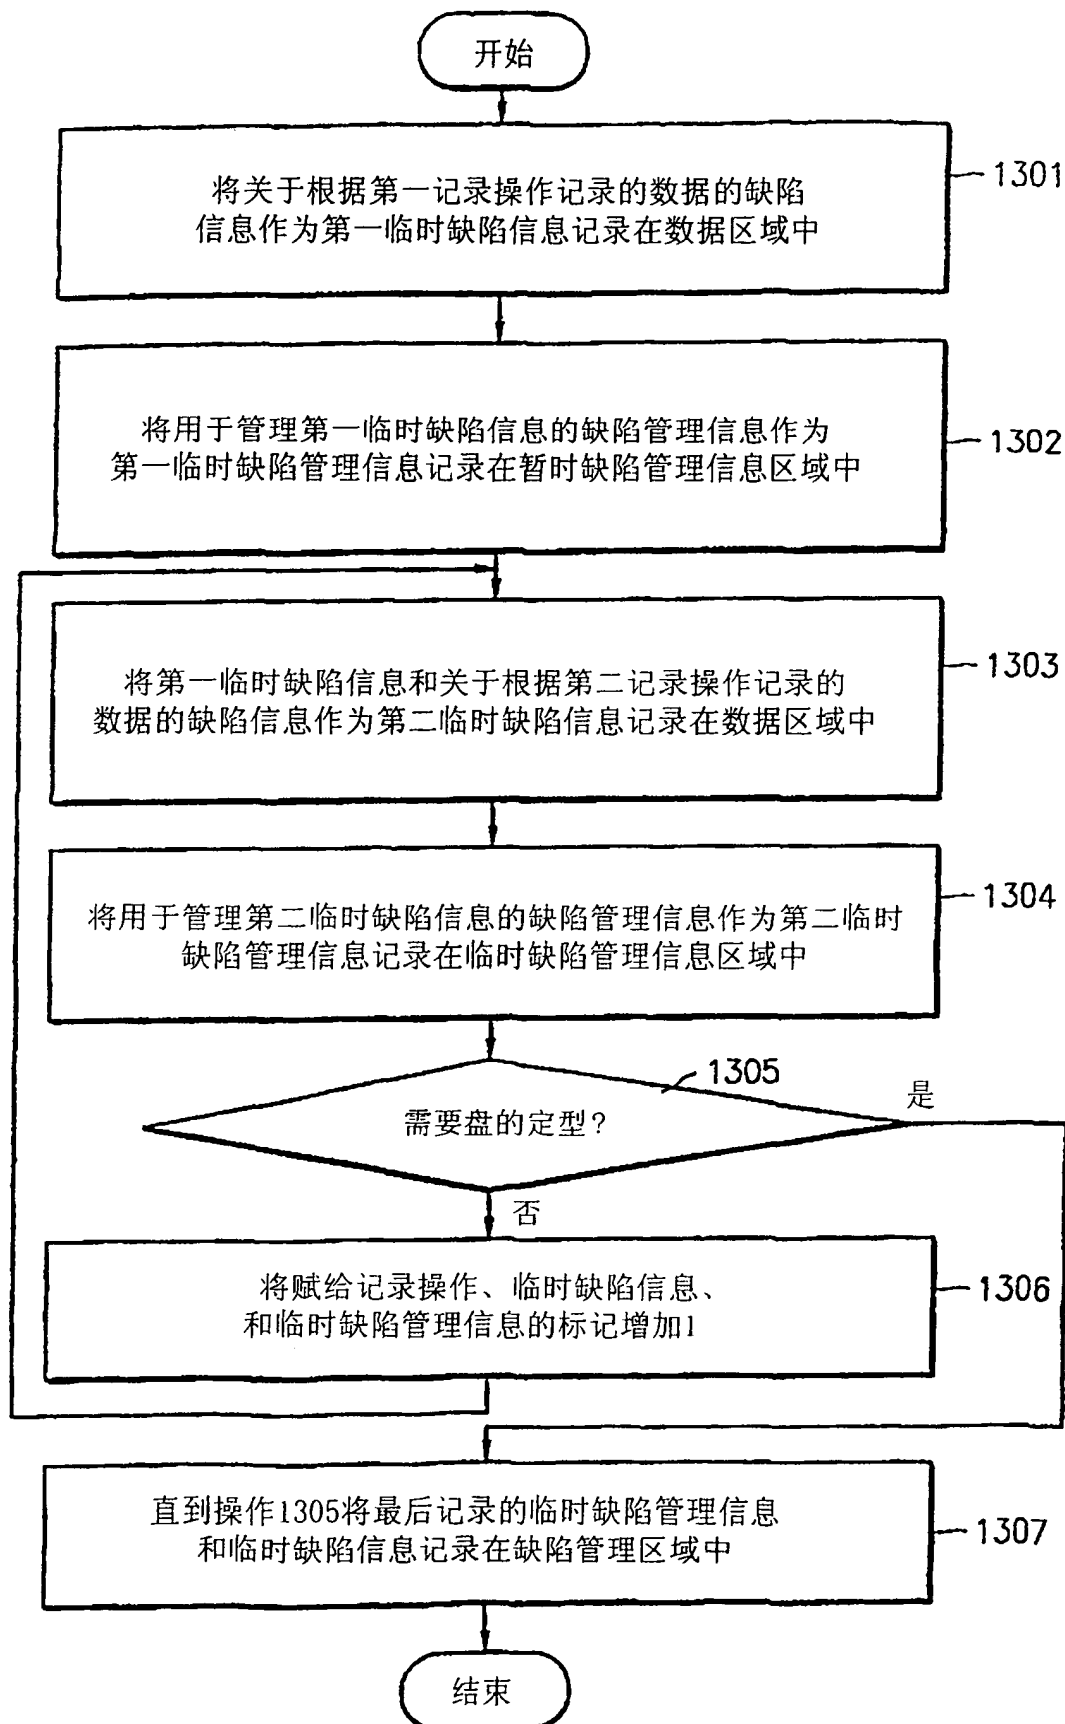 开始
将关于根据第一记录操作记录的数据的缺陷
信息作为第一临时缺陷信息记录在数据区域中
1301
将用于管理第一临时缺陷信息的缺陷管理信息作为
第一临时缺陷管理信息记录在暂时缺陷管理信息区域中
1302
将第一临时缺陷信息和关于根据第二记录操作记录的
数据的缺陷信息作为第二临时缺陷信息记录在数据区域中
1303
将用于管理第二临时缺陷信息的缺陷管理信息作为第二临时
缺陷管理信息记录在临时缺陷管理信息区域中
1304
需要盘的定型?
1305
是
否
将赋给记录操作、临时缺陷信息、
和临时缺陷管理信息的标记增加1
1306
直到操作1305将最后记录的临时缺陷管理信息
和临时缺陷信息记录在缺陷管理区域中
1307
结束